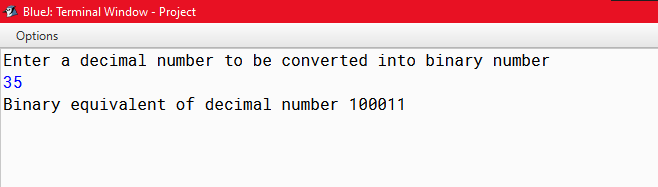 BlueJ: Terminal Window - Project
Options
Enter a decimal number to be converted into binary number
35
Binary equivalent of decimal number 100011